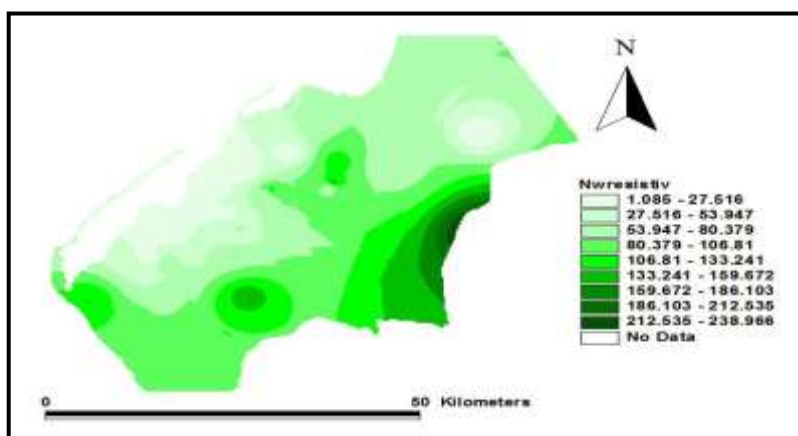 N
Nwresistiv
1.085 - 27.516
27.516 - 53.947
53.947 - 80.379
80.379 - 106.81
106.81 - 133.241
133.241 - 159.672
159.672 - 186.103
186.103 - 212.535
212.535 - 238.966
No Data
0 50 Kilometers